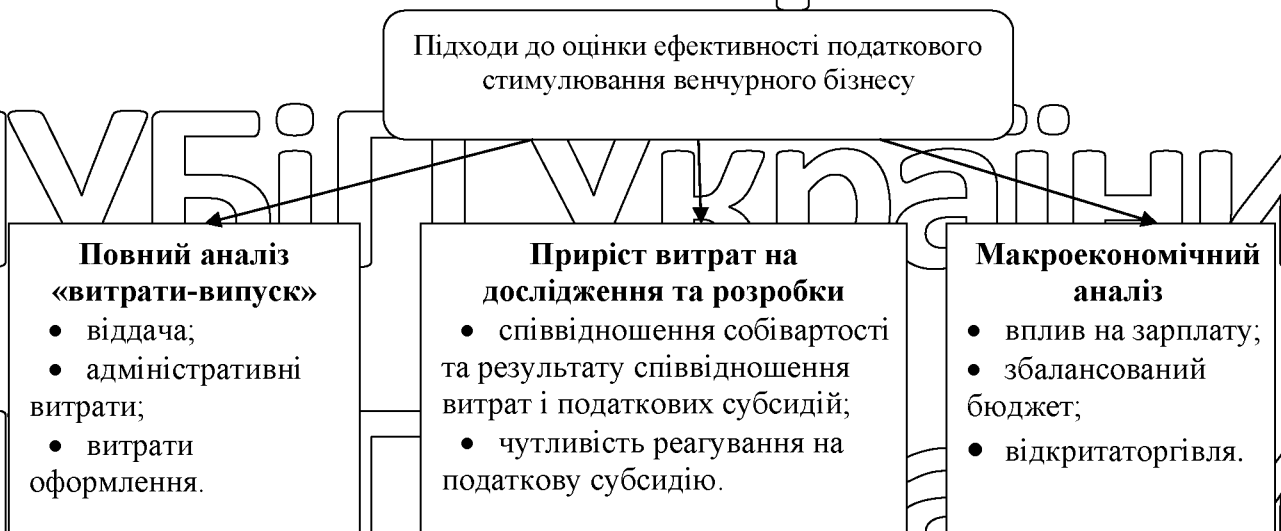 Підходи до оцінки ефективності податкового
стимулювання венчурного бізнесу
УБіП України
Повний аналіз
«витрати-випуск»
• віддача;
• адміністративні
витрати;
• витрати
оформлення.
Приріст витрат на
дослідження та розробки
• співвідношення собівартості
та результату співвідношення
витрат і податкових субсидій;
• чутливість реагування на
податкову субсидію.
Макроекономічний
аналіз
• вплив на зарплату;
• збалансований
бюджет;
• відкритаторгівля.